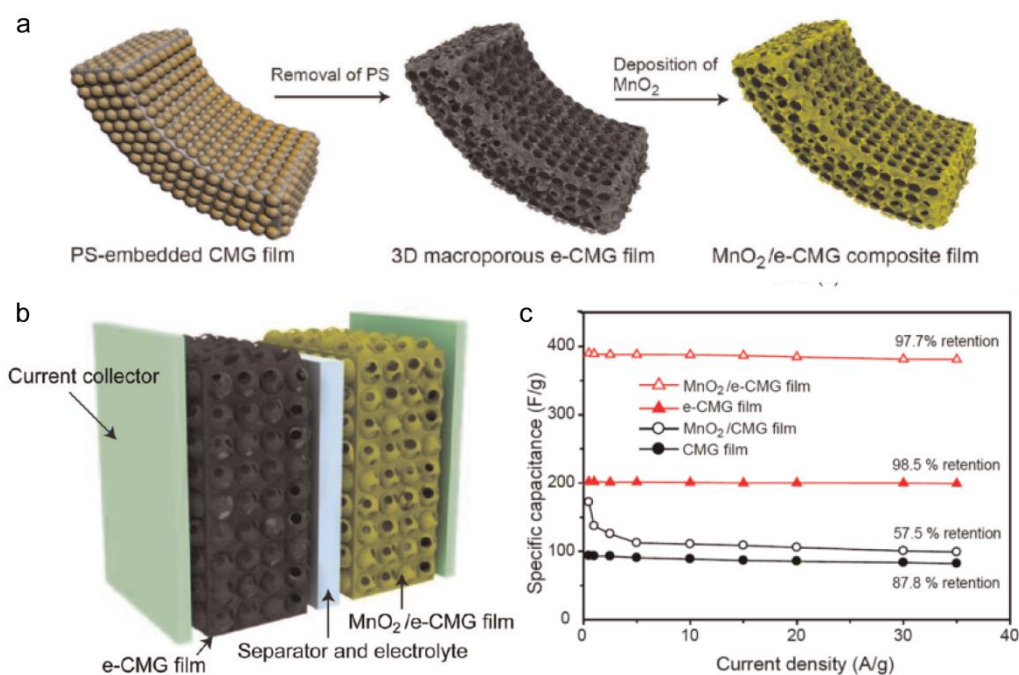 a
Removal of PS
Deposition of
MnO₂
PS-embedded CMG film
3D macroporous e-CMG film
MnO₂/e-CMG composite film
b
Current collector
e-CMG film
Separator and electrolyte
MnO₂/e-CMG film
c
Specific capacitance (F/g)
400
300
200
100
0
97.7% retention
MnO₂/e-CMG film
e-CMG film
MnO₂/CMG film
CMG film
98.5 % retention
57.5 % retention
87.8 % retention
0
10
20
30
40
Current density (A/g)